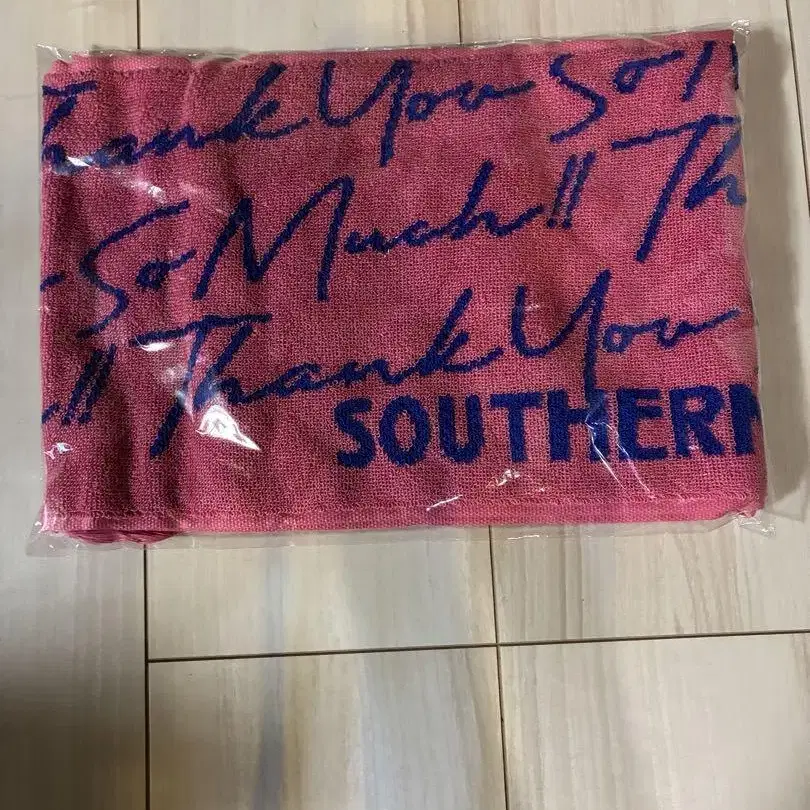 Thank You So
So Much!! Th
!! Thank You
SOUTHERN